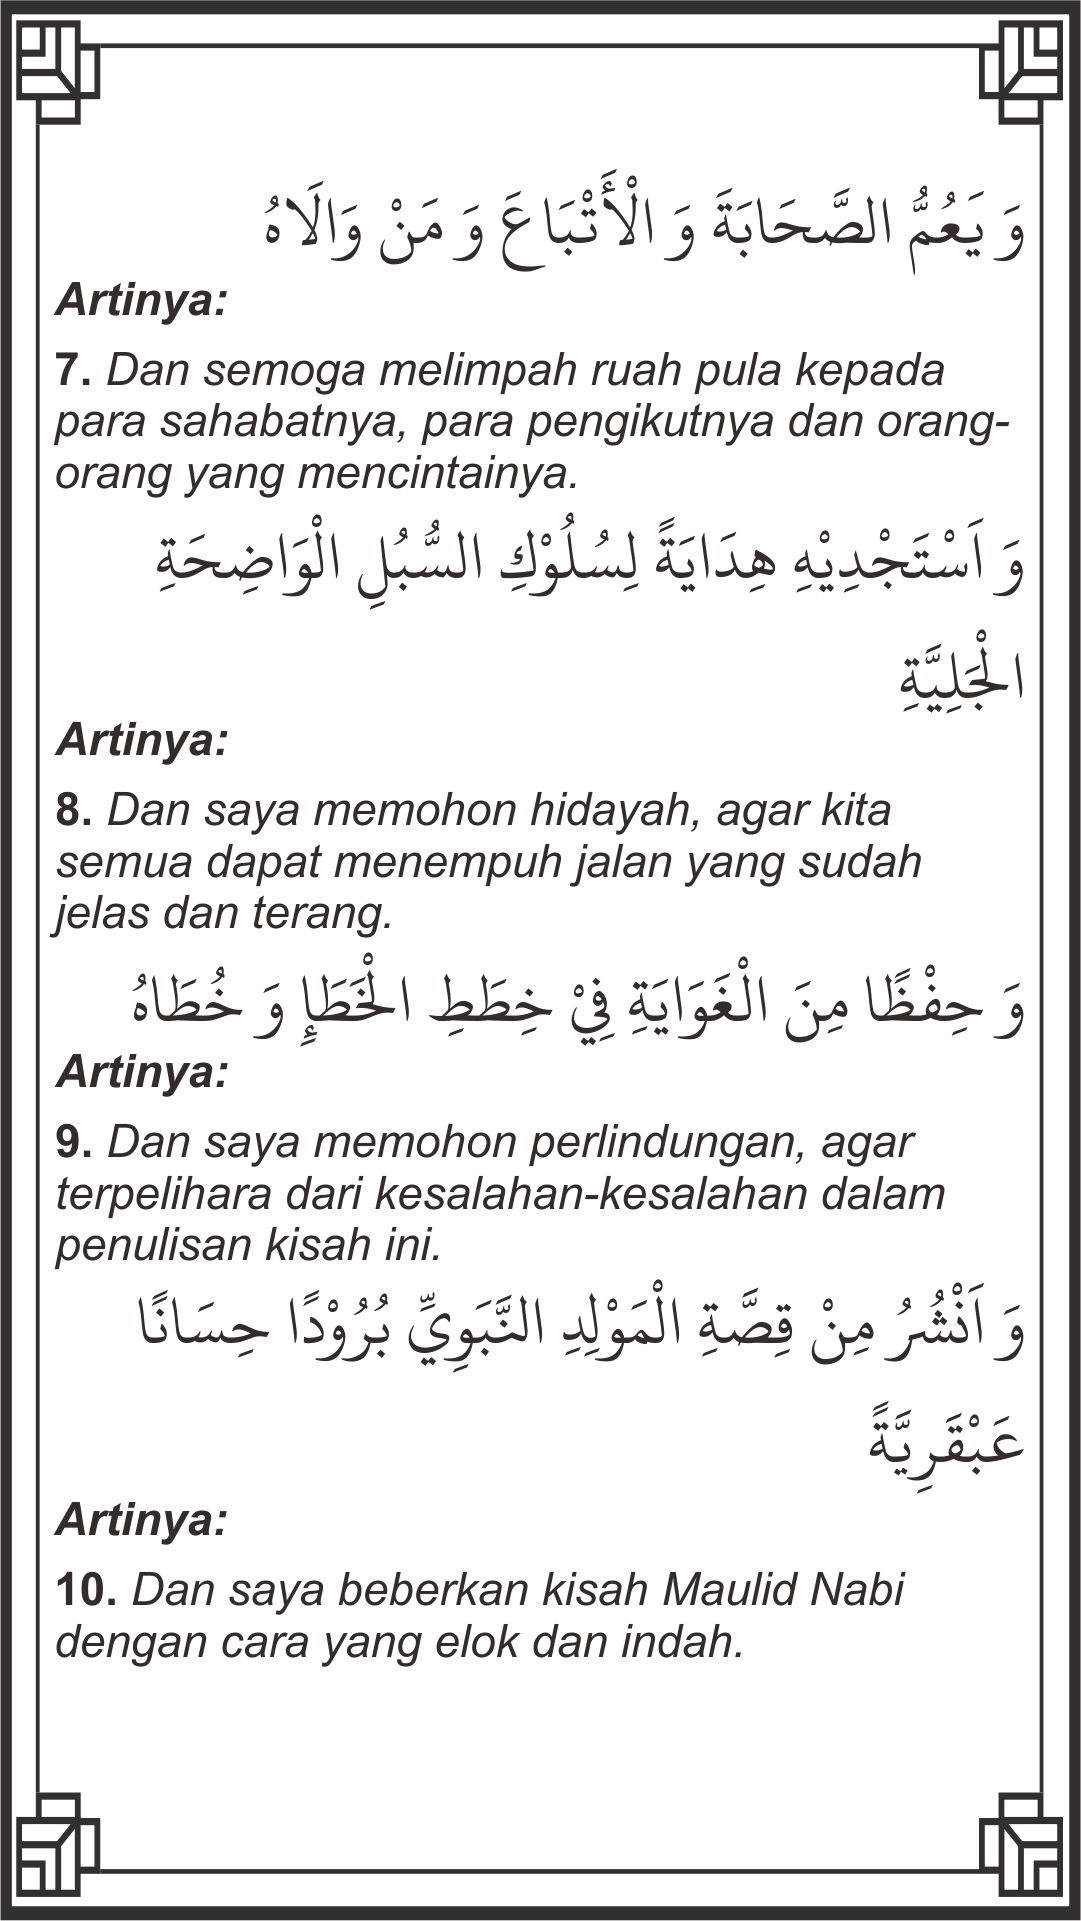 وَ يَعُمُّ الصَّحَابَةَ وَ الْأَتْبَاعَ وَ مَنْ وَالَاهُ
Artinya:
7. Dan semoga melimpah ruah pula kepada
para sahabatnya, para pengikutnya dan orang-
orang yang mencintainya.
وَ اَسْتَجْدِيْهِ هِدَايَةً لِسُلُوْكِ السُّبُلِ الْوَاضِحَةِ
الْجَلِيَّةِ
Artinya:
8. Dan saya memohon hidayah, agar kita
semua dapat menempuh jalan yang sudah
jelas dan terang.
وَ حِفْظًا مِنَ الْغَوَايَةِ فِيْ خِطَطِ الْخَطَإِ وَ خُطَاهُ
Artinya:
9. Dan saya memohon perlindungan, agar
terpelihara dari kesalahan-kesalahan dalam
penulisan kisah ini.
وَ اَنْشُرُ مِنْ قِصَّةِ الْمَوْلِدِ النَّبَوِيِّ بُرُوْدًا حِسَانًا
عَبْقَرِيَّةً
Artinya:
10. Dan saya beberkan kisah Maulid Nabi
dengan cara yang elok dan indah.